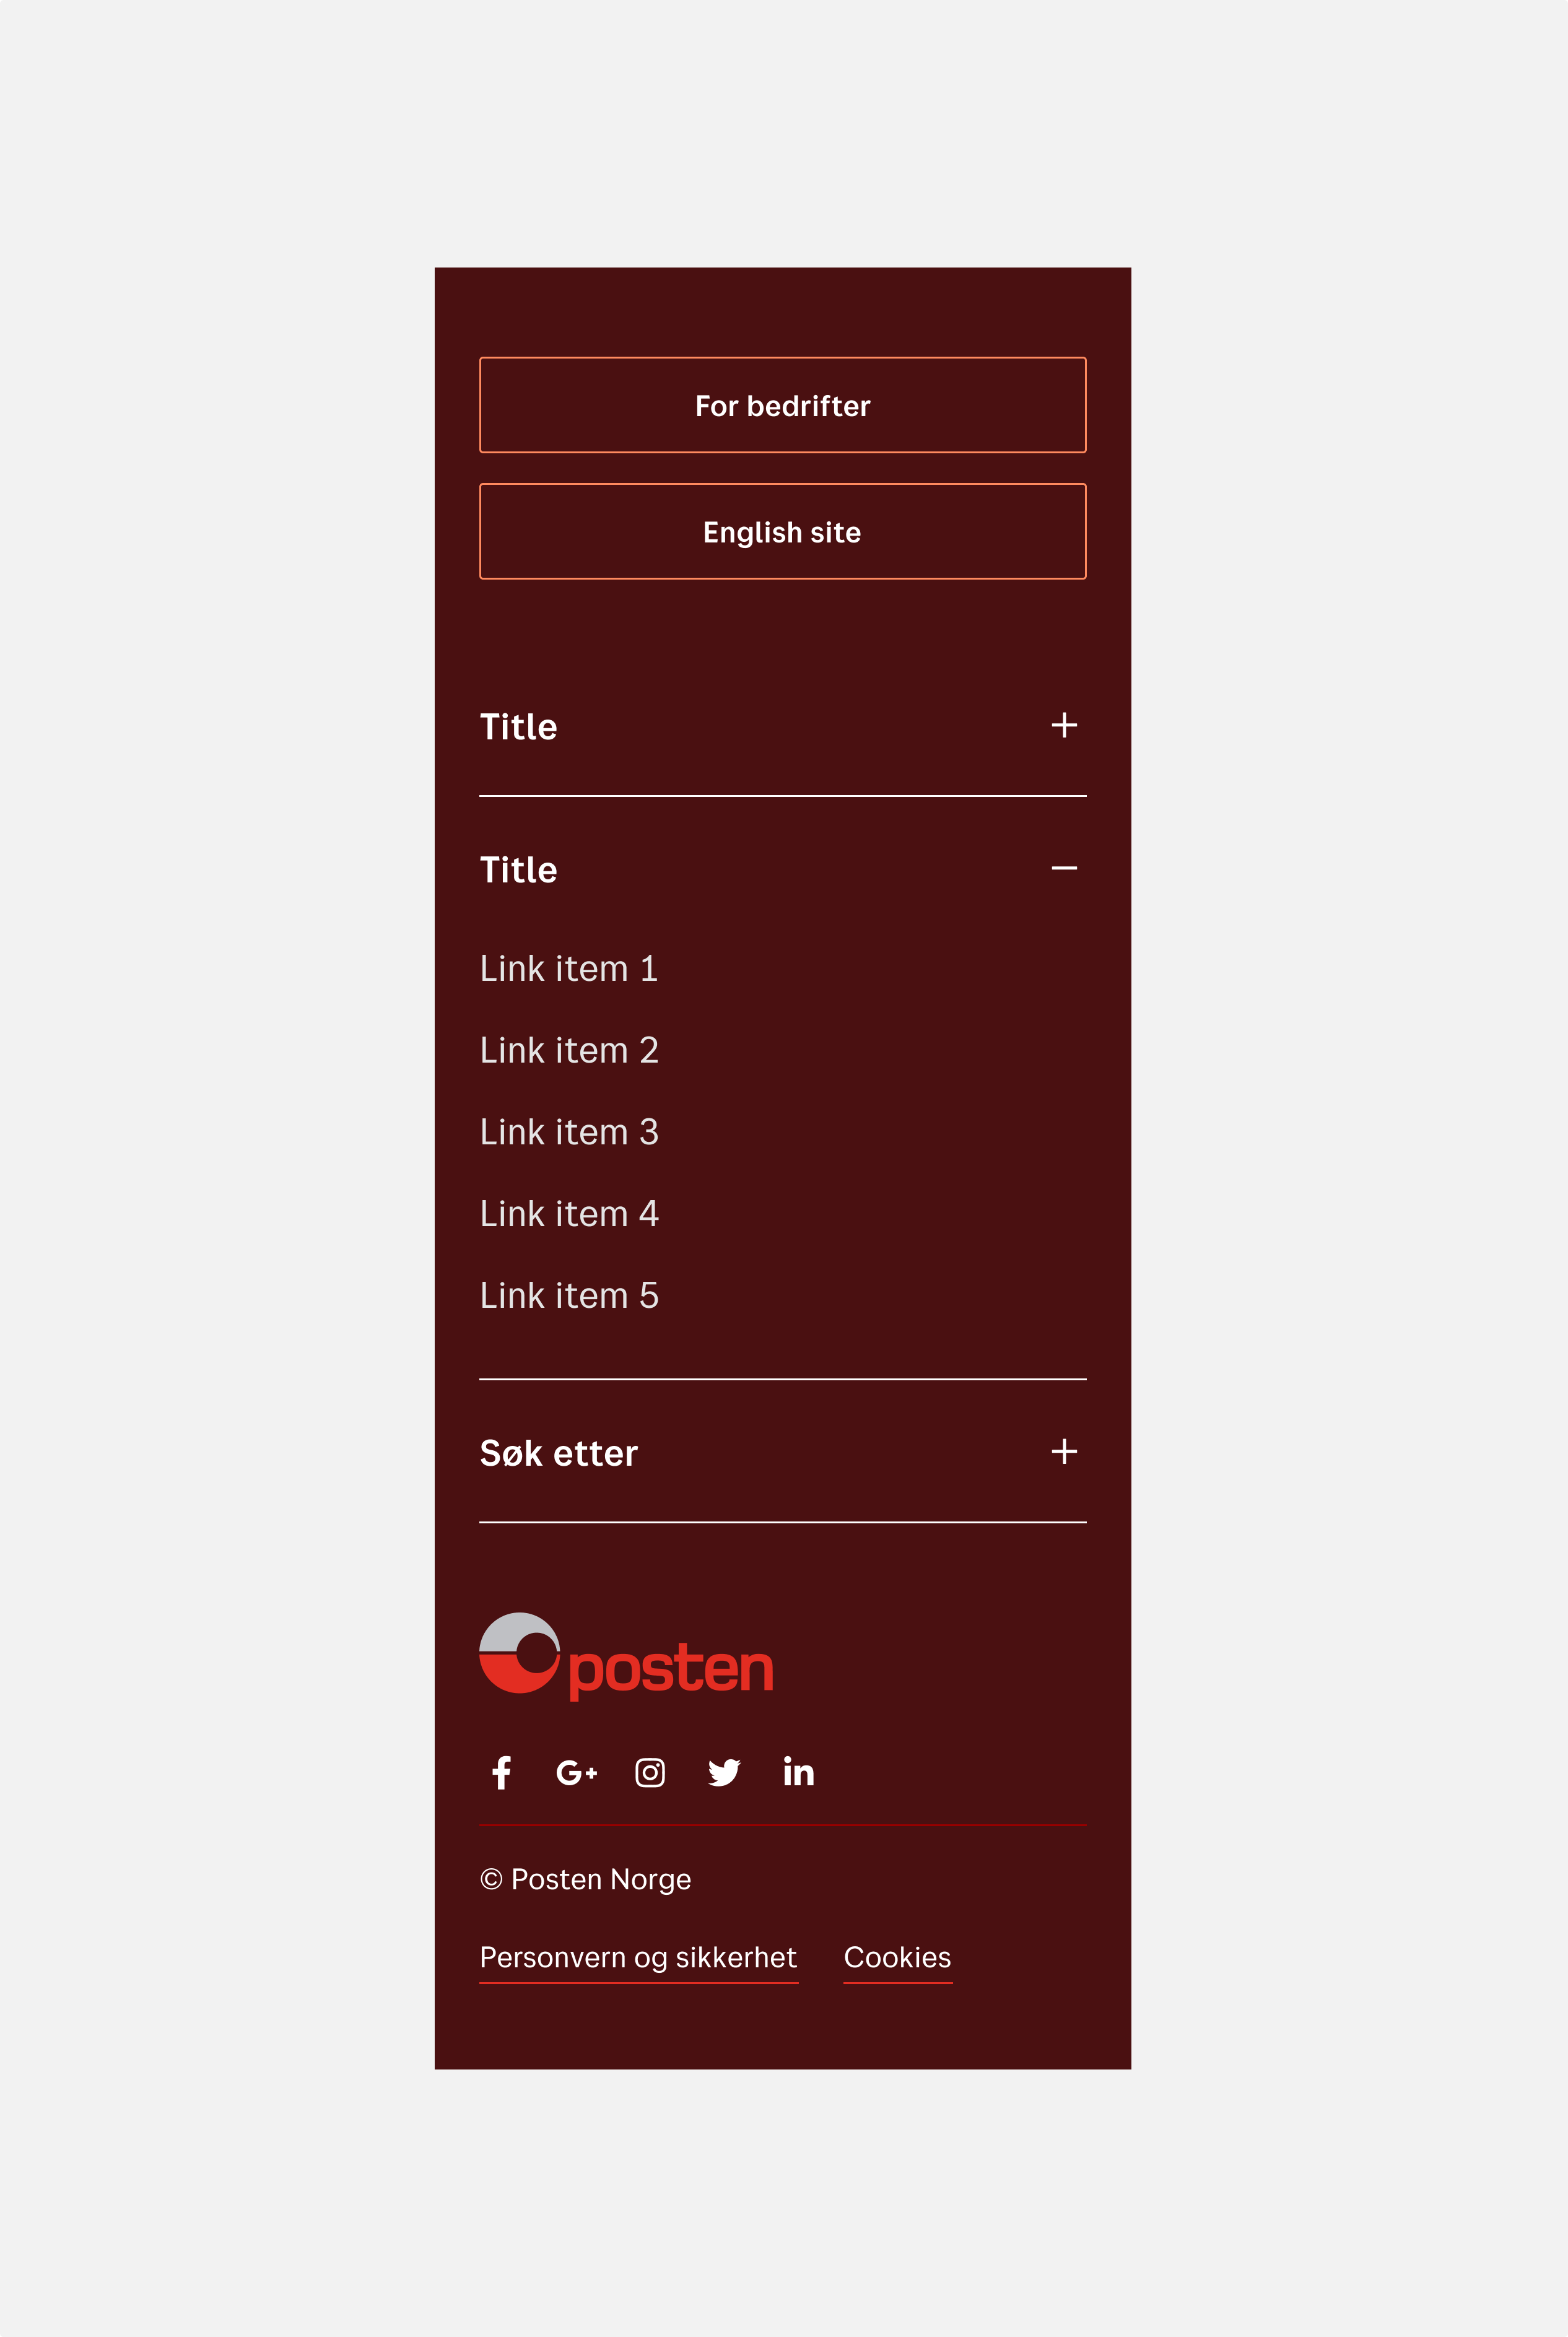 For bedrifter
English site
Title
Title
Link item 1
Link item 2
Link item 3
Link item 4
Link item 5
Søk etter
posten
© Posten Norge
Personvern og sikkerhet Cookies